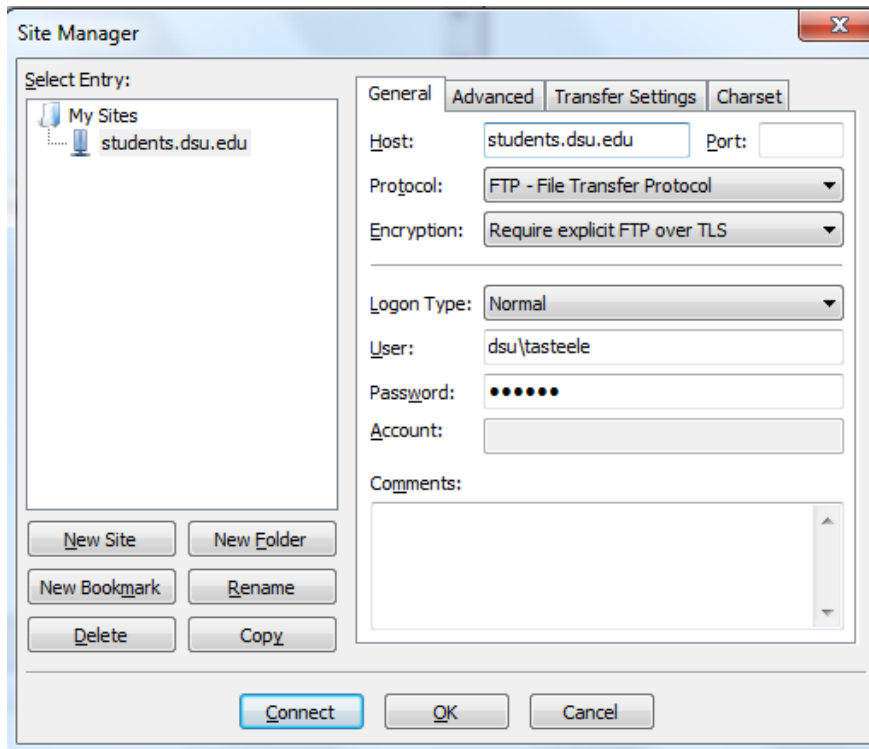 Site Manager
Select Entry:
My Sites
students.dsu.edu
New Site
New Folder
New Bookmark
Rename
Delete
Copy
General
Advanced
Transfer Settings
Charset
Host:
students.dsu.edu
Port:
Protocol:
FTP - File Transfer Protocol
Encryption:
Require explicit FTP over TLS
Logon Type:
Normal
User:
dsu\tasteele
Password:
••••••
Account:
Comments:
Connect
OK
Cancel